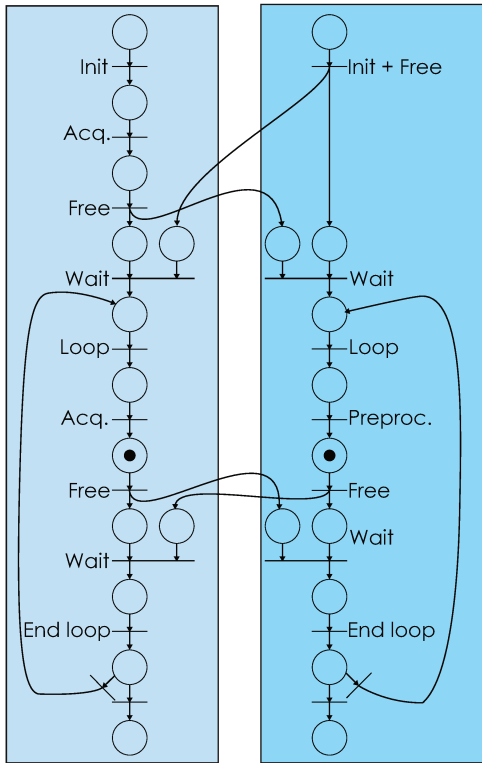 Init
Init + Free
Acq.
Free
Wait
Wait
Loop
Loop
Acq.
Preproc.
Free
Free
Wait
Wait
End loop
End loop